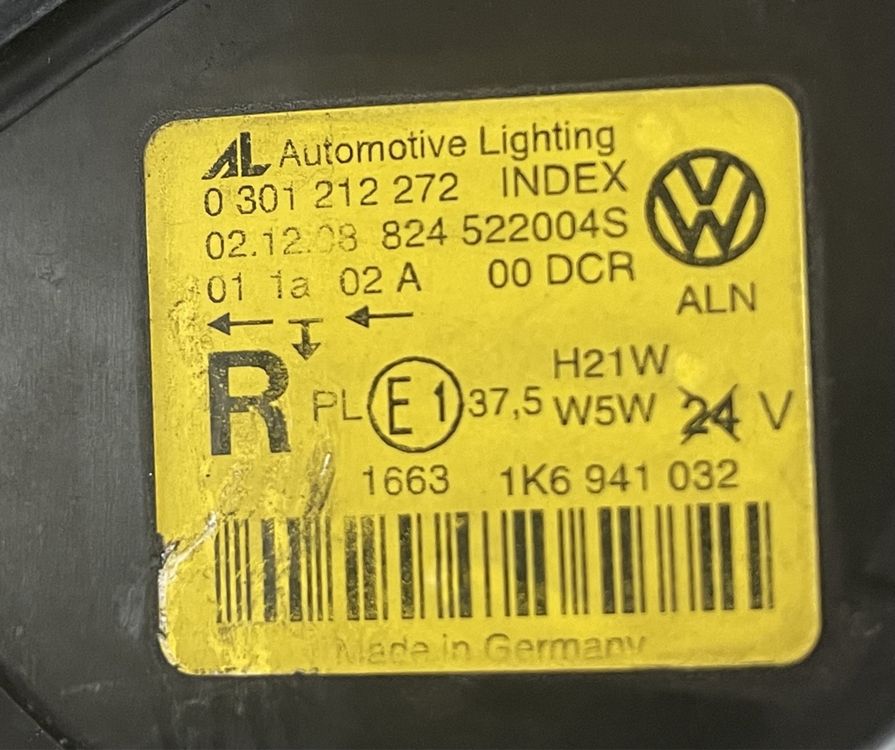 AL Automotive Lighting
0 301 212 272 INDEX
02.12.08 824 522004S
01 1a 02 A 00 DCR
ALN
R PL E1 37,5 H21W
W5W 24 V
1663 1K6 941 032
Made in Germany